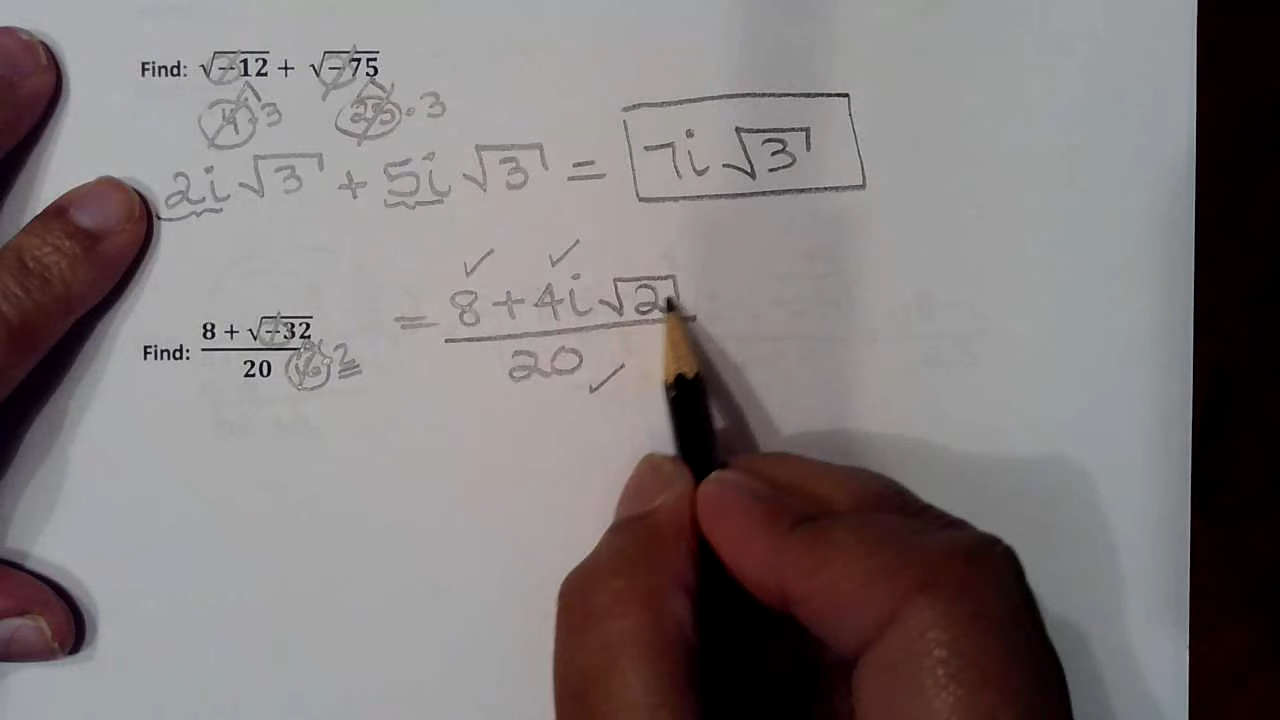 Find: √-12 + √-75
4·3 25·3
2i√3 + 5i√3 = 7i√3
Find: 8 + √-32 / 20 = 8+4i√2 / 20
16·2